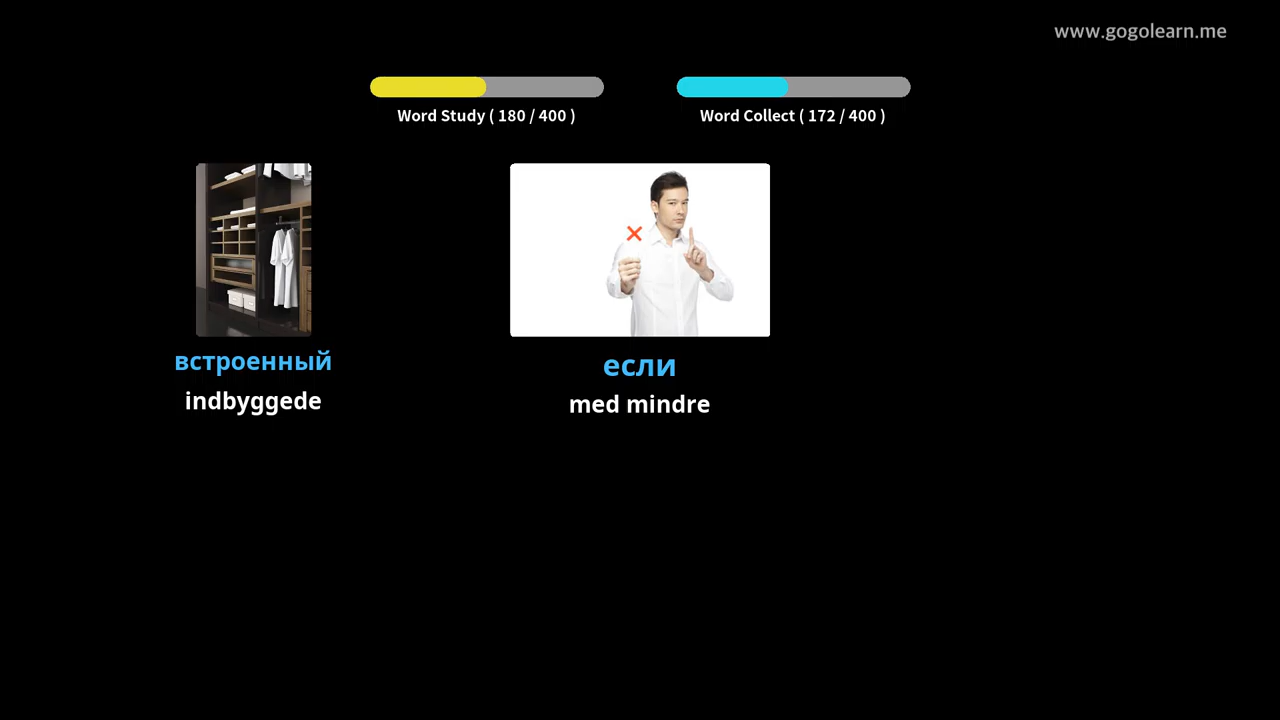 www.gogolearn.me
Word Study ( 180 / 400 )
Word Collect ( 172 / 400 )
встроенный
indbyggede
если
med mindre